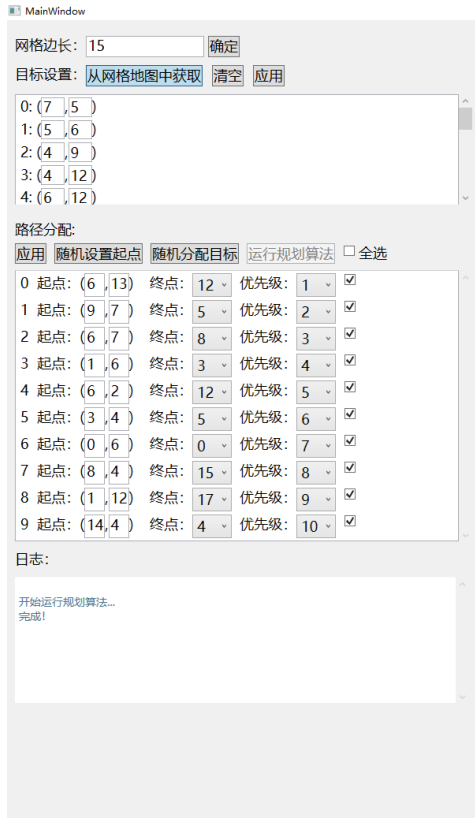 MainWindow
网格边长: 15 确定
目标设置: 从网格地图中获取 清空 应用
0: (7 ,5 )
1: (5 ,6 )
2: (4 ,9 )
3: (4 ,12 )
4: (6 ,12 )
路径分配:
应用 随机设置起点 随机分配目标 运行规划算法 全选
0 起点: (6 ,13) 终点: 12 优先级: 1
1 起点: (9 ,7 ) 终点: 5 优先级: 2
2 起点: (6 ,7 ) 终点: 8 优先级: 3
3 起点: (1 ,6 ) 终点: 3 优先级: 4
4 起点: (6 ,2 ) 终点: 12 优先级: 5
5 起点: (3 ,4 ) 终点: 5 优先级: 6
6 起点: (0 ,6 ) 终点: 0 优先级: 7
7 起点: (8 ,4 ) 终点: 15 优先级: 8
8 起点: (1 ,12) 终点: 17 优先级: 9
9 起点: (14,4 ) 终点: 4 优先级: 10
日志:
开始运行规划算法...
完成!